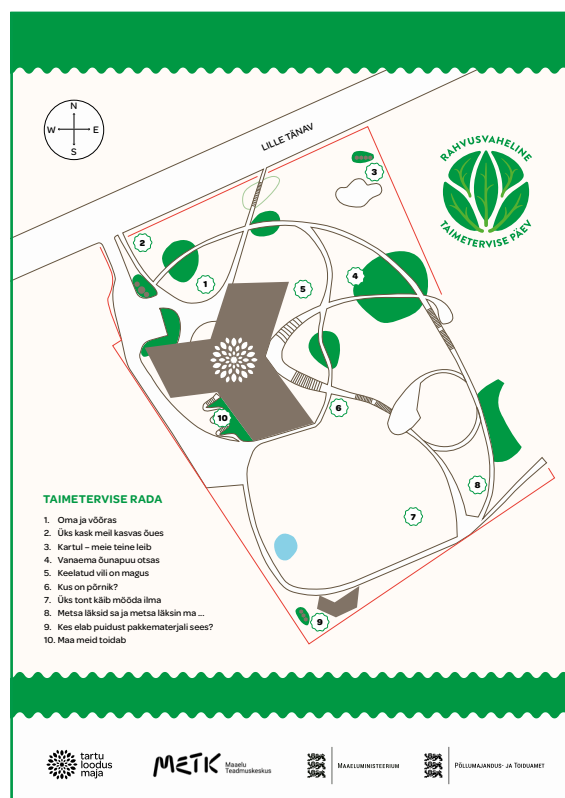 N
W E
S
LILLE TÄNAV
RAHVUSVAHELINE
TAIMETERVISE PÄEV
3
2
4
1
5
6
10
8
7
9
TAIMETERVISE RADA
1. Oma ja võõras
2. Üks kask meil kasvas õues
3. Kartul – meie teine leib
4. Vanaema õunapuu otsas
5. Keelatud vili on magus
6. Kus on põrnik?
7. Üks tont käib mööda ilma
8. Metsa läksid sa ja metsa läksin ma ...
9. Kes elab puidust pakkematerjali sees?
10. Maa meid toidab
tartu
loodus
maja
METK
Maaelu
Teadmuskeskus
MAAELUMINISTEERIUM
PÕLLUMAJANDUS- JA TOIDUAMET